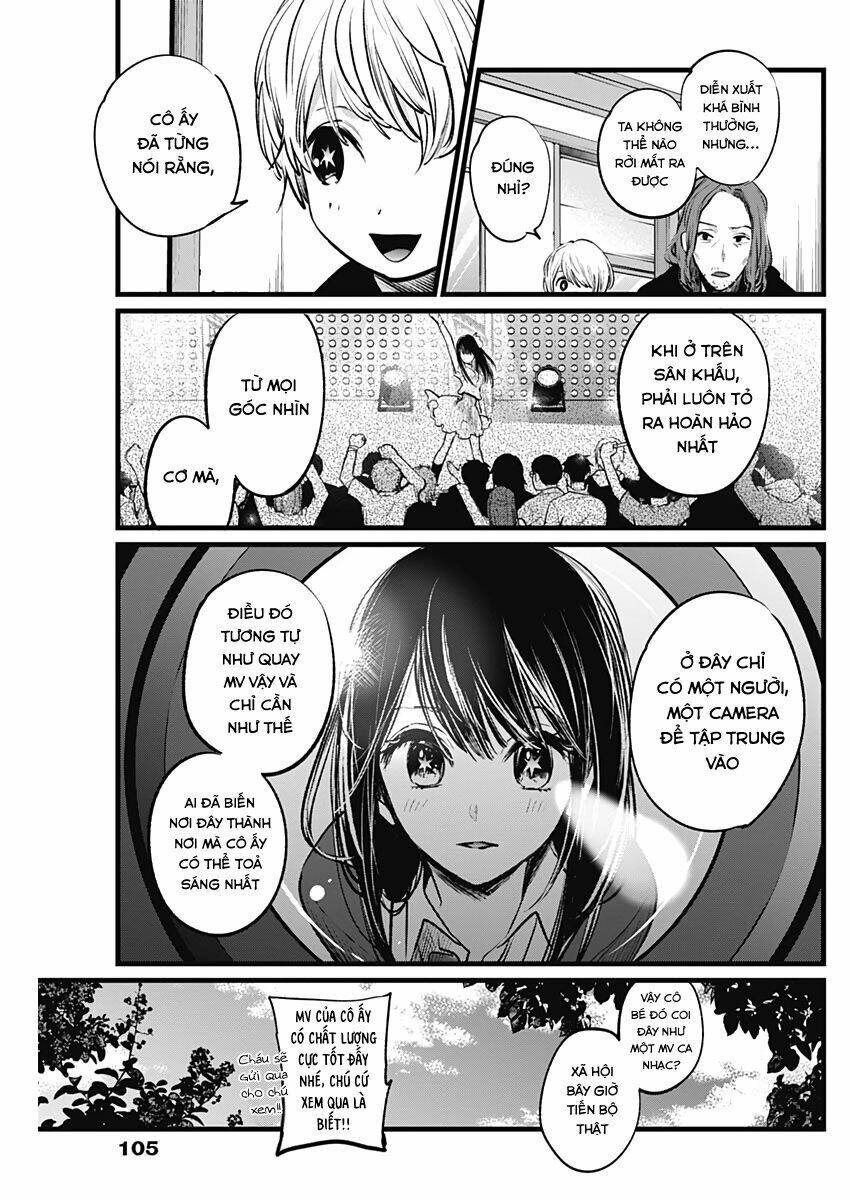 DIỄN XUẤT
KHÁ BÌNH
THƯỜNG,
NHƯNG...
TA KHÔNG
THỂ NÀO
RỜI MẮT RA
ĐƯỢC
ĐÚNG
NHỈ?
CÔ ẤY
ĐÃ TỪNG
NÓI RẰNG,
KHI Ở TRÊN
SÂN KHẤU,
PHẢI LUÔN TỎ
RA HOÀN HẢO
NHẤT
TỪ MỌI
GÓC NHÌN
CƠ MÀ,
Ở ĐÂY CHỈ
CÓ MỘT NGƯỜI,
MỘT CAMERA
ĐỂ TẬP TRUNG
VÀO
ĐIỀU ĐÓ
TƯƠNG TỰ
NHƯ QUAY
MV VẬY VÀ
CHỈ CẦN
NHƯ THẾ
AI ĐÃ BIẾN
NƠI ĐÂY THÀNH
NƠI MÀ CÔ ẤY
CÓ THỂ TOẢ
SÁNG NHẤT
VẬY CÔ
BÉ ĐÓ COI
ĐÂY NHƯ
MỘT MV CA
NHẠC?
XÃ HỘI
BÂY GIỜ
TIẾN BỘ
THẬT
MV CỦA CÔ ẤY
CÓ CHẤT LƯỢNG
CỰC TỐT ĐẤY
NHÉ, CHÚ CỨ
XEM QUA LÀ
BIẾT!!
Cháu sẽ
gửi qua
cho chú
xem!!
105